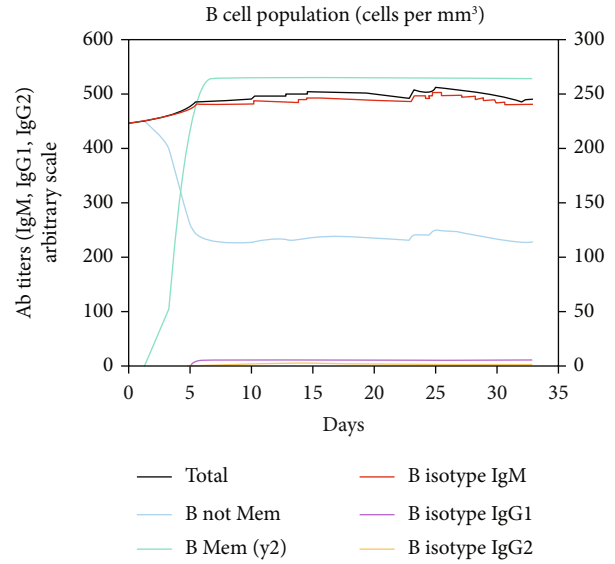 B cell population (cells per mm³)
600
500
400
300
200
100
0
300
250
200
150
100
50
0
0
5
10
15
20
25
30
35
Ab titers (IgM, IgG1, IgG2)
arbitrary scale
Days
Total
B not Mem
B Mem (y2)
B isotype IgM
B isotype IgG1
B isotype IgG2